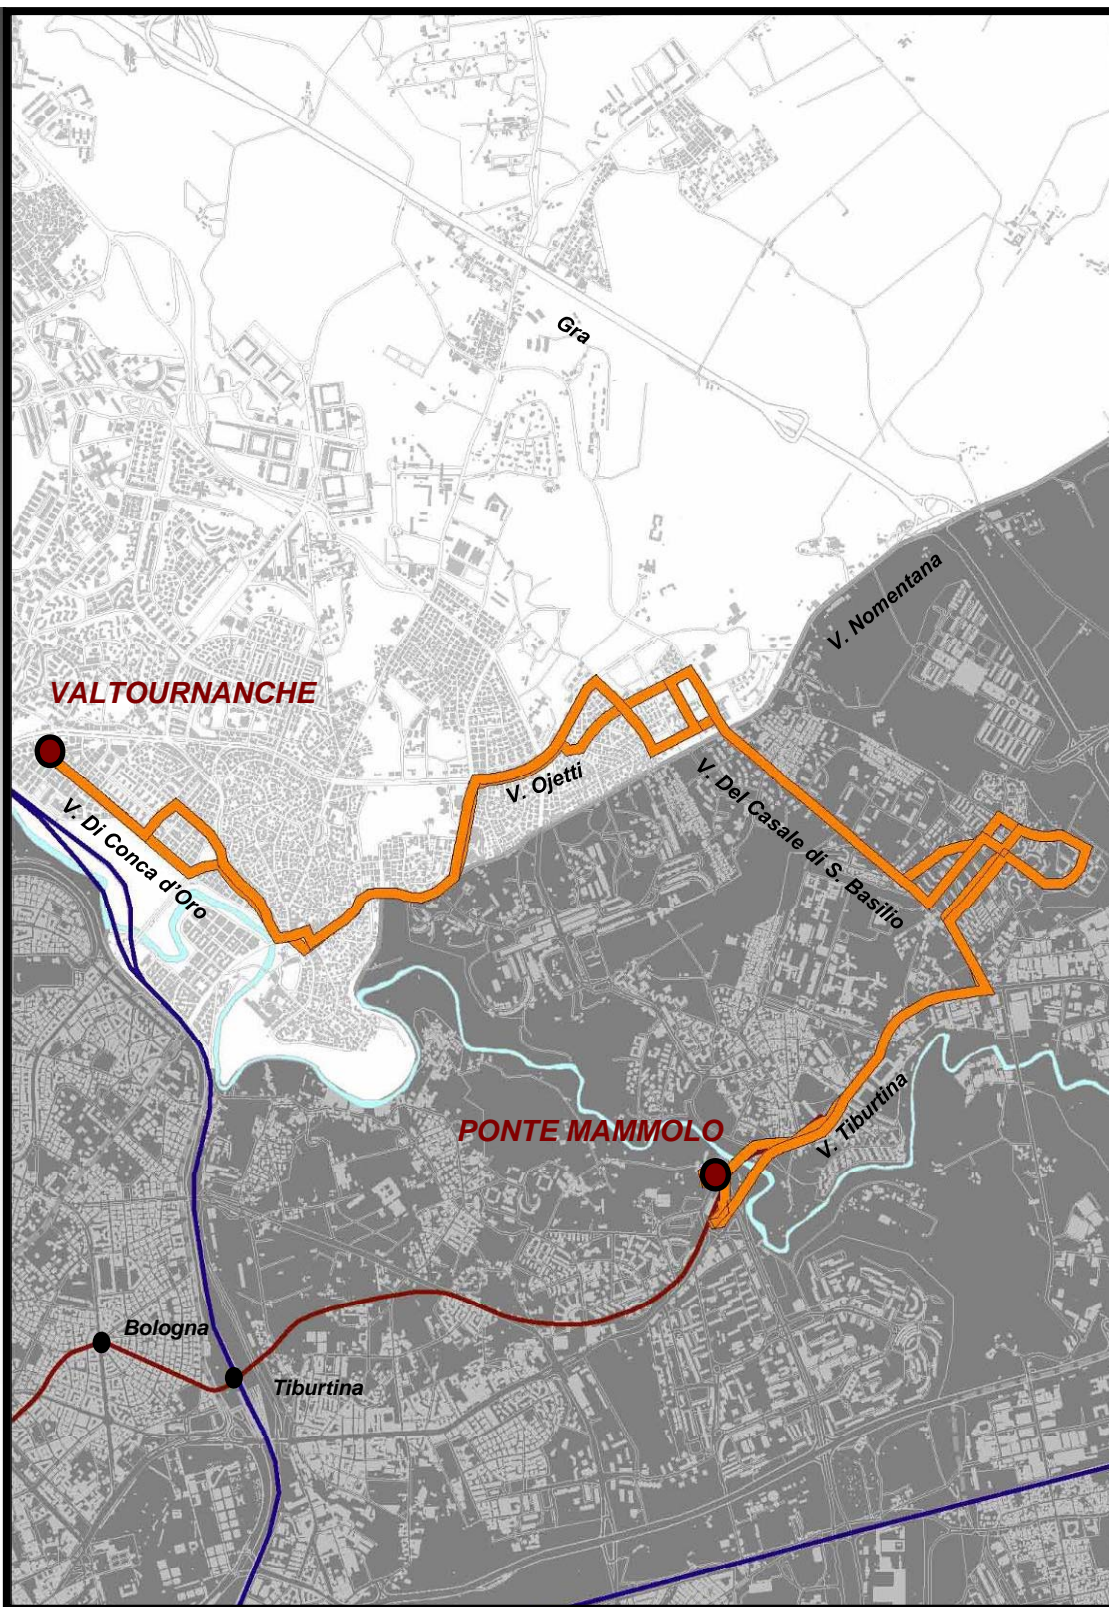 Gra
V. Nomentana
VALTOURNANCHE
V. Ojetti
V. Del Casale di S. Basilio
V. Di Conca d'Oro
V. Tiburtina
PONTE MAMMOLO
Bologna
Tiburtina